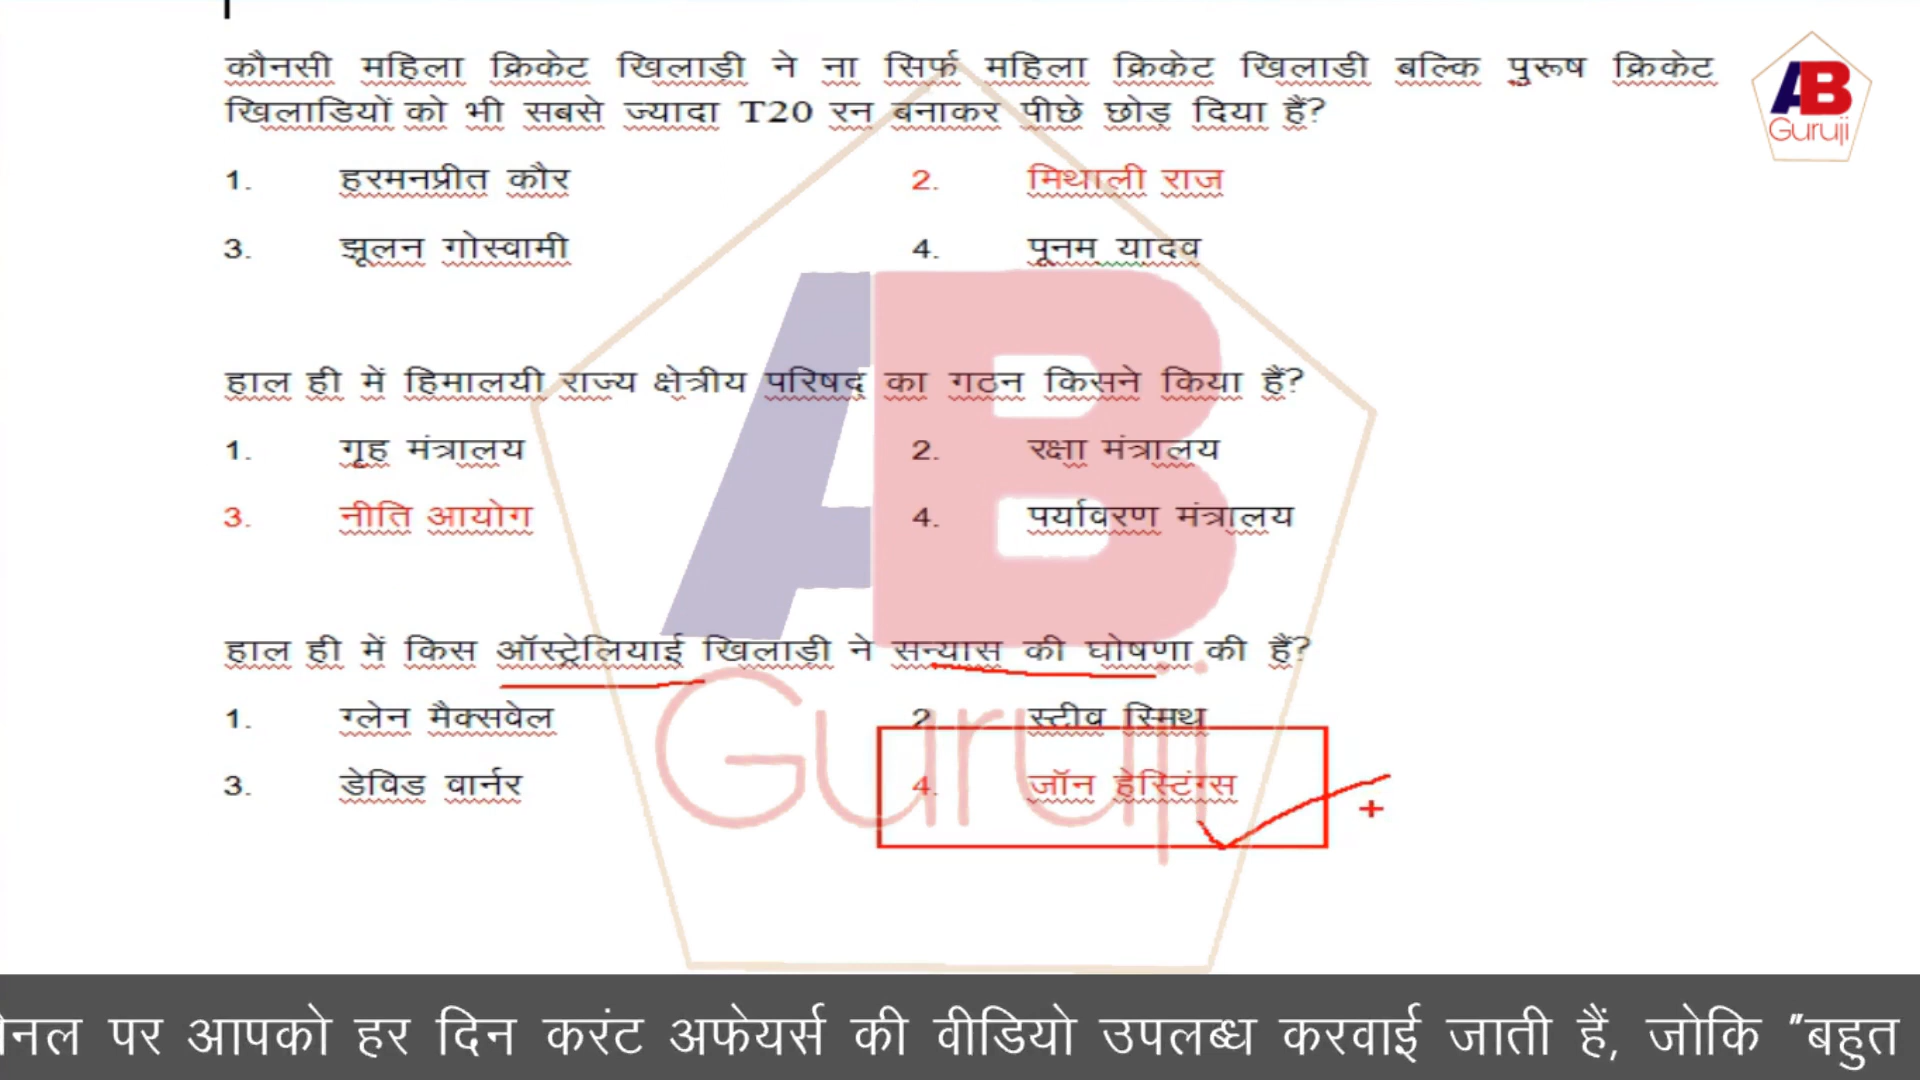 कौनसी महिला क्रिकेट खिलाड़ी ने ना सिर्फ महिला क्रिकेट खिलाडी बल्कि पुरूष क्रिकेट
खिलाडियों को भी सबसे ज्यादा T20 रन बनाकर पीछे छोड़ दिया हैं?
1. हरमनप्रीत कौर 2. मिथाली राज
3. झूलन गोस्वामी 4. पूनम यादव
हाल ही में हिमालयी राज्य क्षेत्रीय परिषद् का गठन किसने किया हैं?
1. गृह मंत्रालय 2. रक्षा मंत्रालय
3. नीति आयोग 4. पर्यावरण मंत्रालय
हाल ही में किस ऑस्ट्रेलियाई खिलाड़ी ने सन्यास की घोषणा की हैं?
1. ग्लेन मैक्सवेल 2. स्टीव स्मिथ
3. डेविड वार्नर 4. जॉन हेस्टिंग्स
AB
Guruji
AB
Guruji
पर आपको हर दिन करंट अफेयर्स की वीडियो उपलब्ध करवाई जाती हैं, जोकि "बहुत